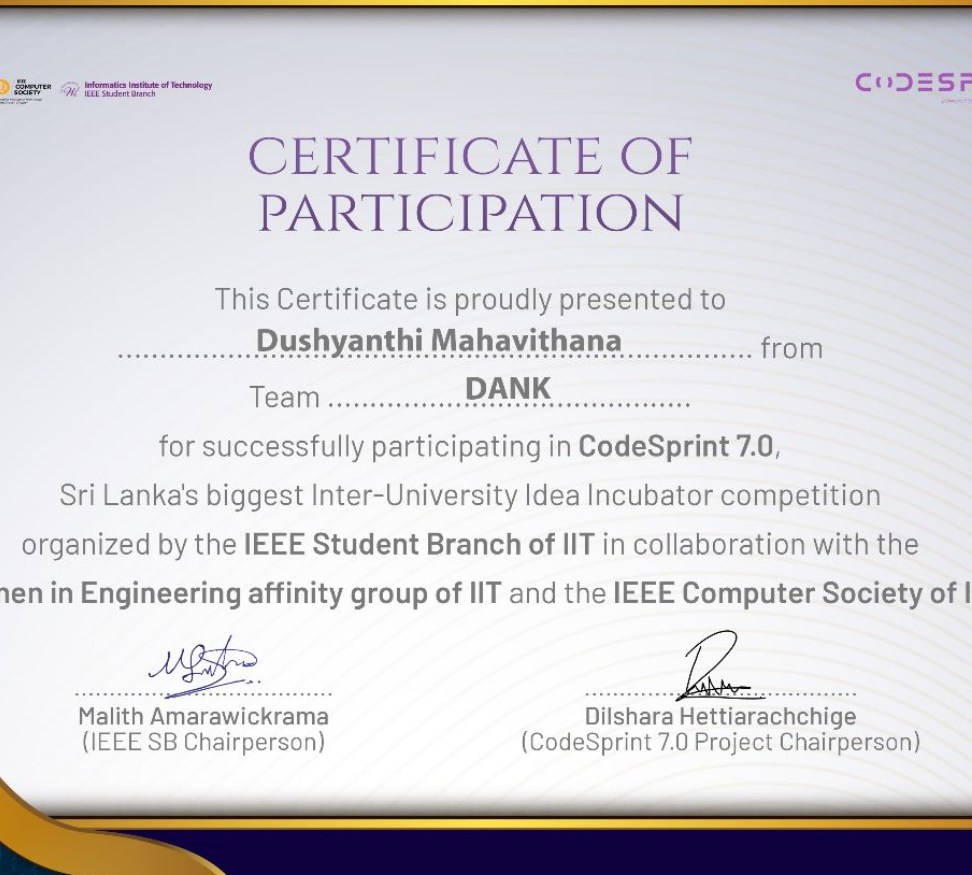 COMPUTER
SOCIETY
Informatics Institute of Technology
IEEE Student Branch
CODESP
CERTIFICATE OF
PARTICIPATION
This Certificate is proudly presented to
Dushyanthi Mahavithana from
Team DANK
for successfully participating in CodeSprint 7.0,
Sri Lanka's biggest Inter-University Idea Incubator competition
organized by the IEEE Student Branch of IIT in collaboration with the
men in Engineering affinity group of IIT and the IEEE Computer Society of I
Malith Amarawickrama
(IEEE SB Chairperson)
Dilshara Hettiarachchige
(CodeSprint 7.0 Project Chairperson)